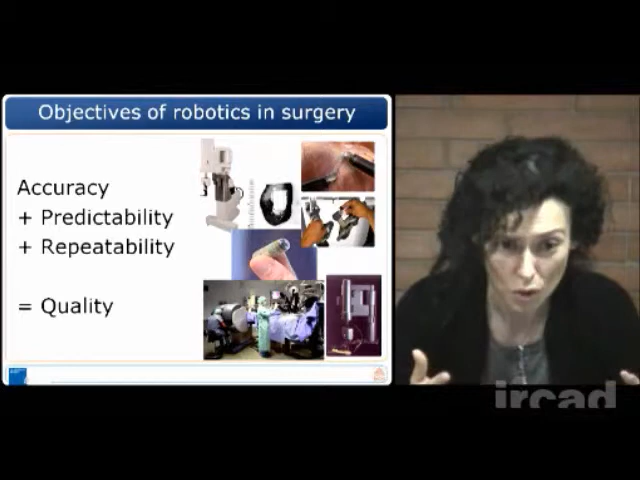 Objectives of robotics in surgery
Accuracy
+ Predictability
+ Repeatability
= Quality
ircad